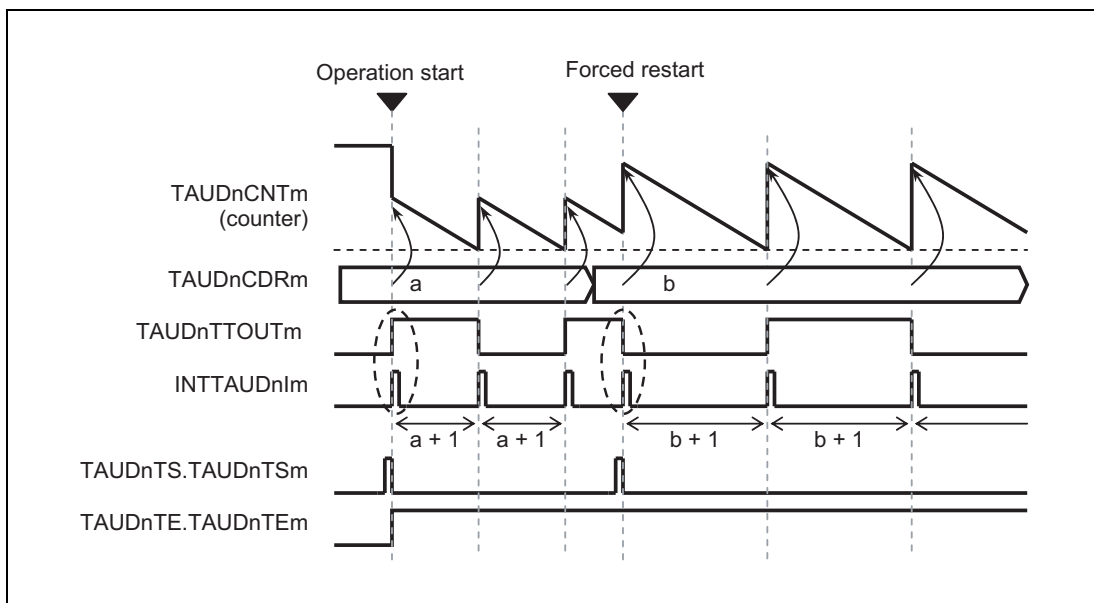 Operation start
Forced restart
TAUDnCNTm
(counter)
TAUDnCDRm
a
b
TAUDnTTOUTm
INTTAUDnIm
a + 1
a + 1
b + 1
b + 1
TAUDnTS.TAUDnTSm
TAUDnTE.TAUDnTEm